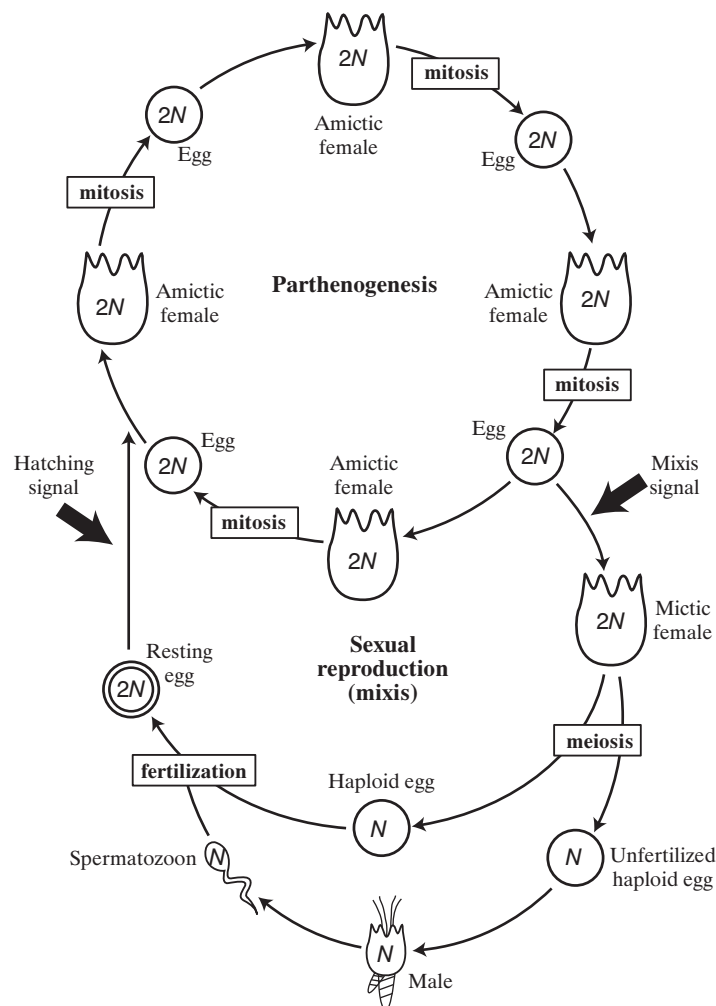 2N
mitosis
Amictic
female
2N
Egg
2N
Egg
mitosis
2N
Amictic
female
Parthenogenesis
Amictic
female
2N
mitosis
Egg
2N
Egg
2N
Hatching
signal
Amictic
female
mitosis
2N
Mixis
signal
2N
Mictic
female
Sexual
reproduction
(mixis)
Resting
egg
2N
meiosis
fertilization
Haploid egg
N
N
Unfertilized
haploid egg
Spermatozoon
N
N
Male